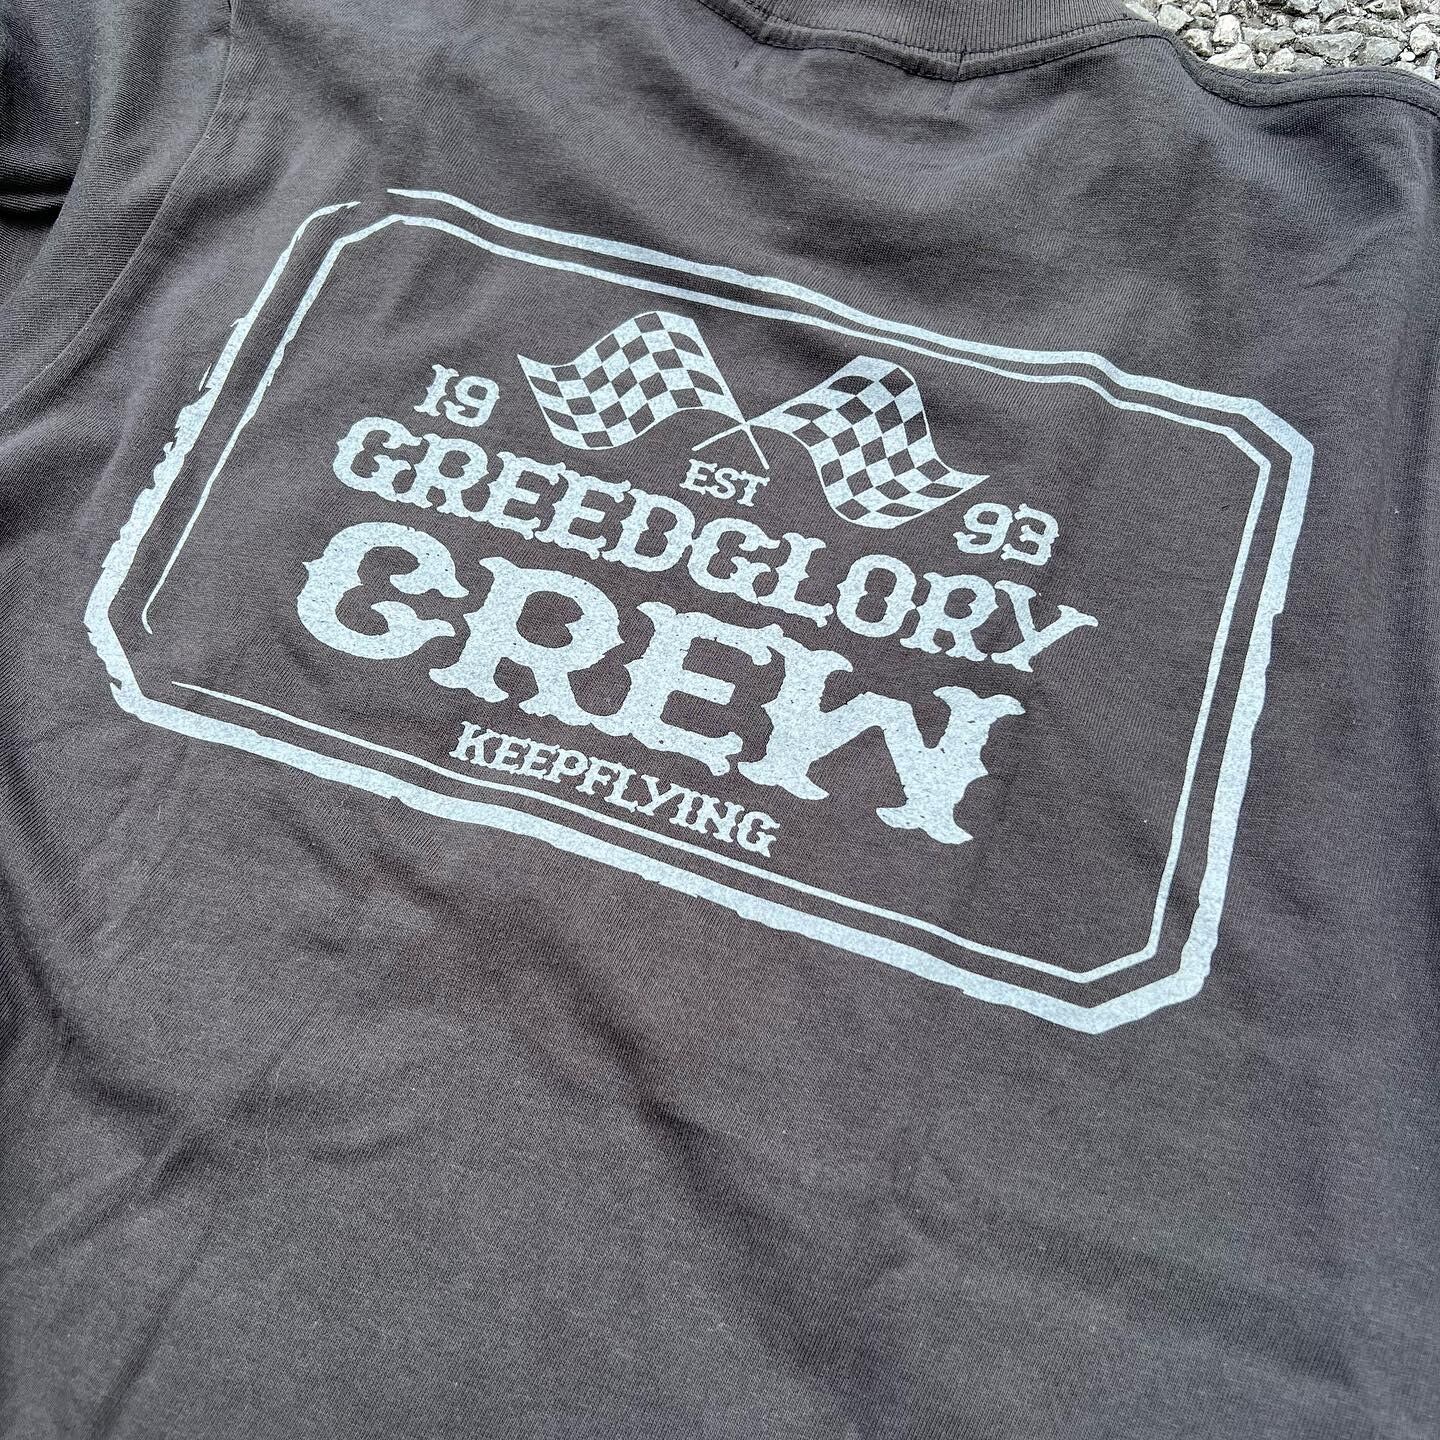 19 93
EST
GREEDGLORY
CREW
KEEPFLYING